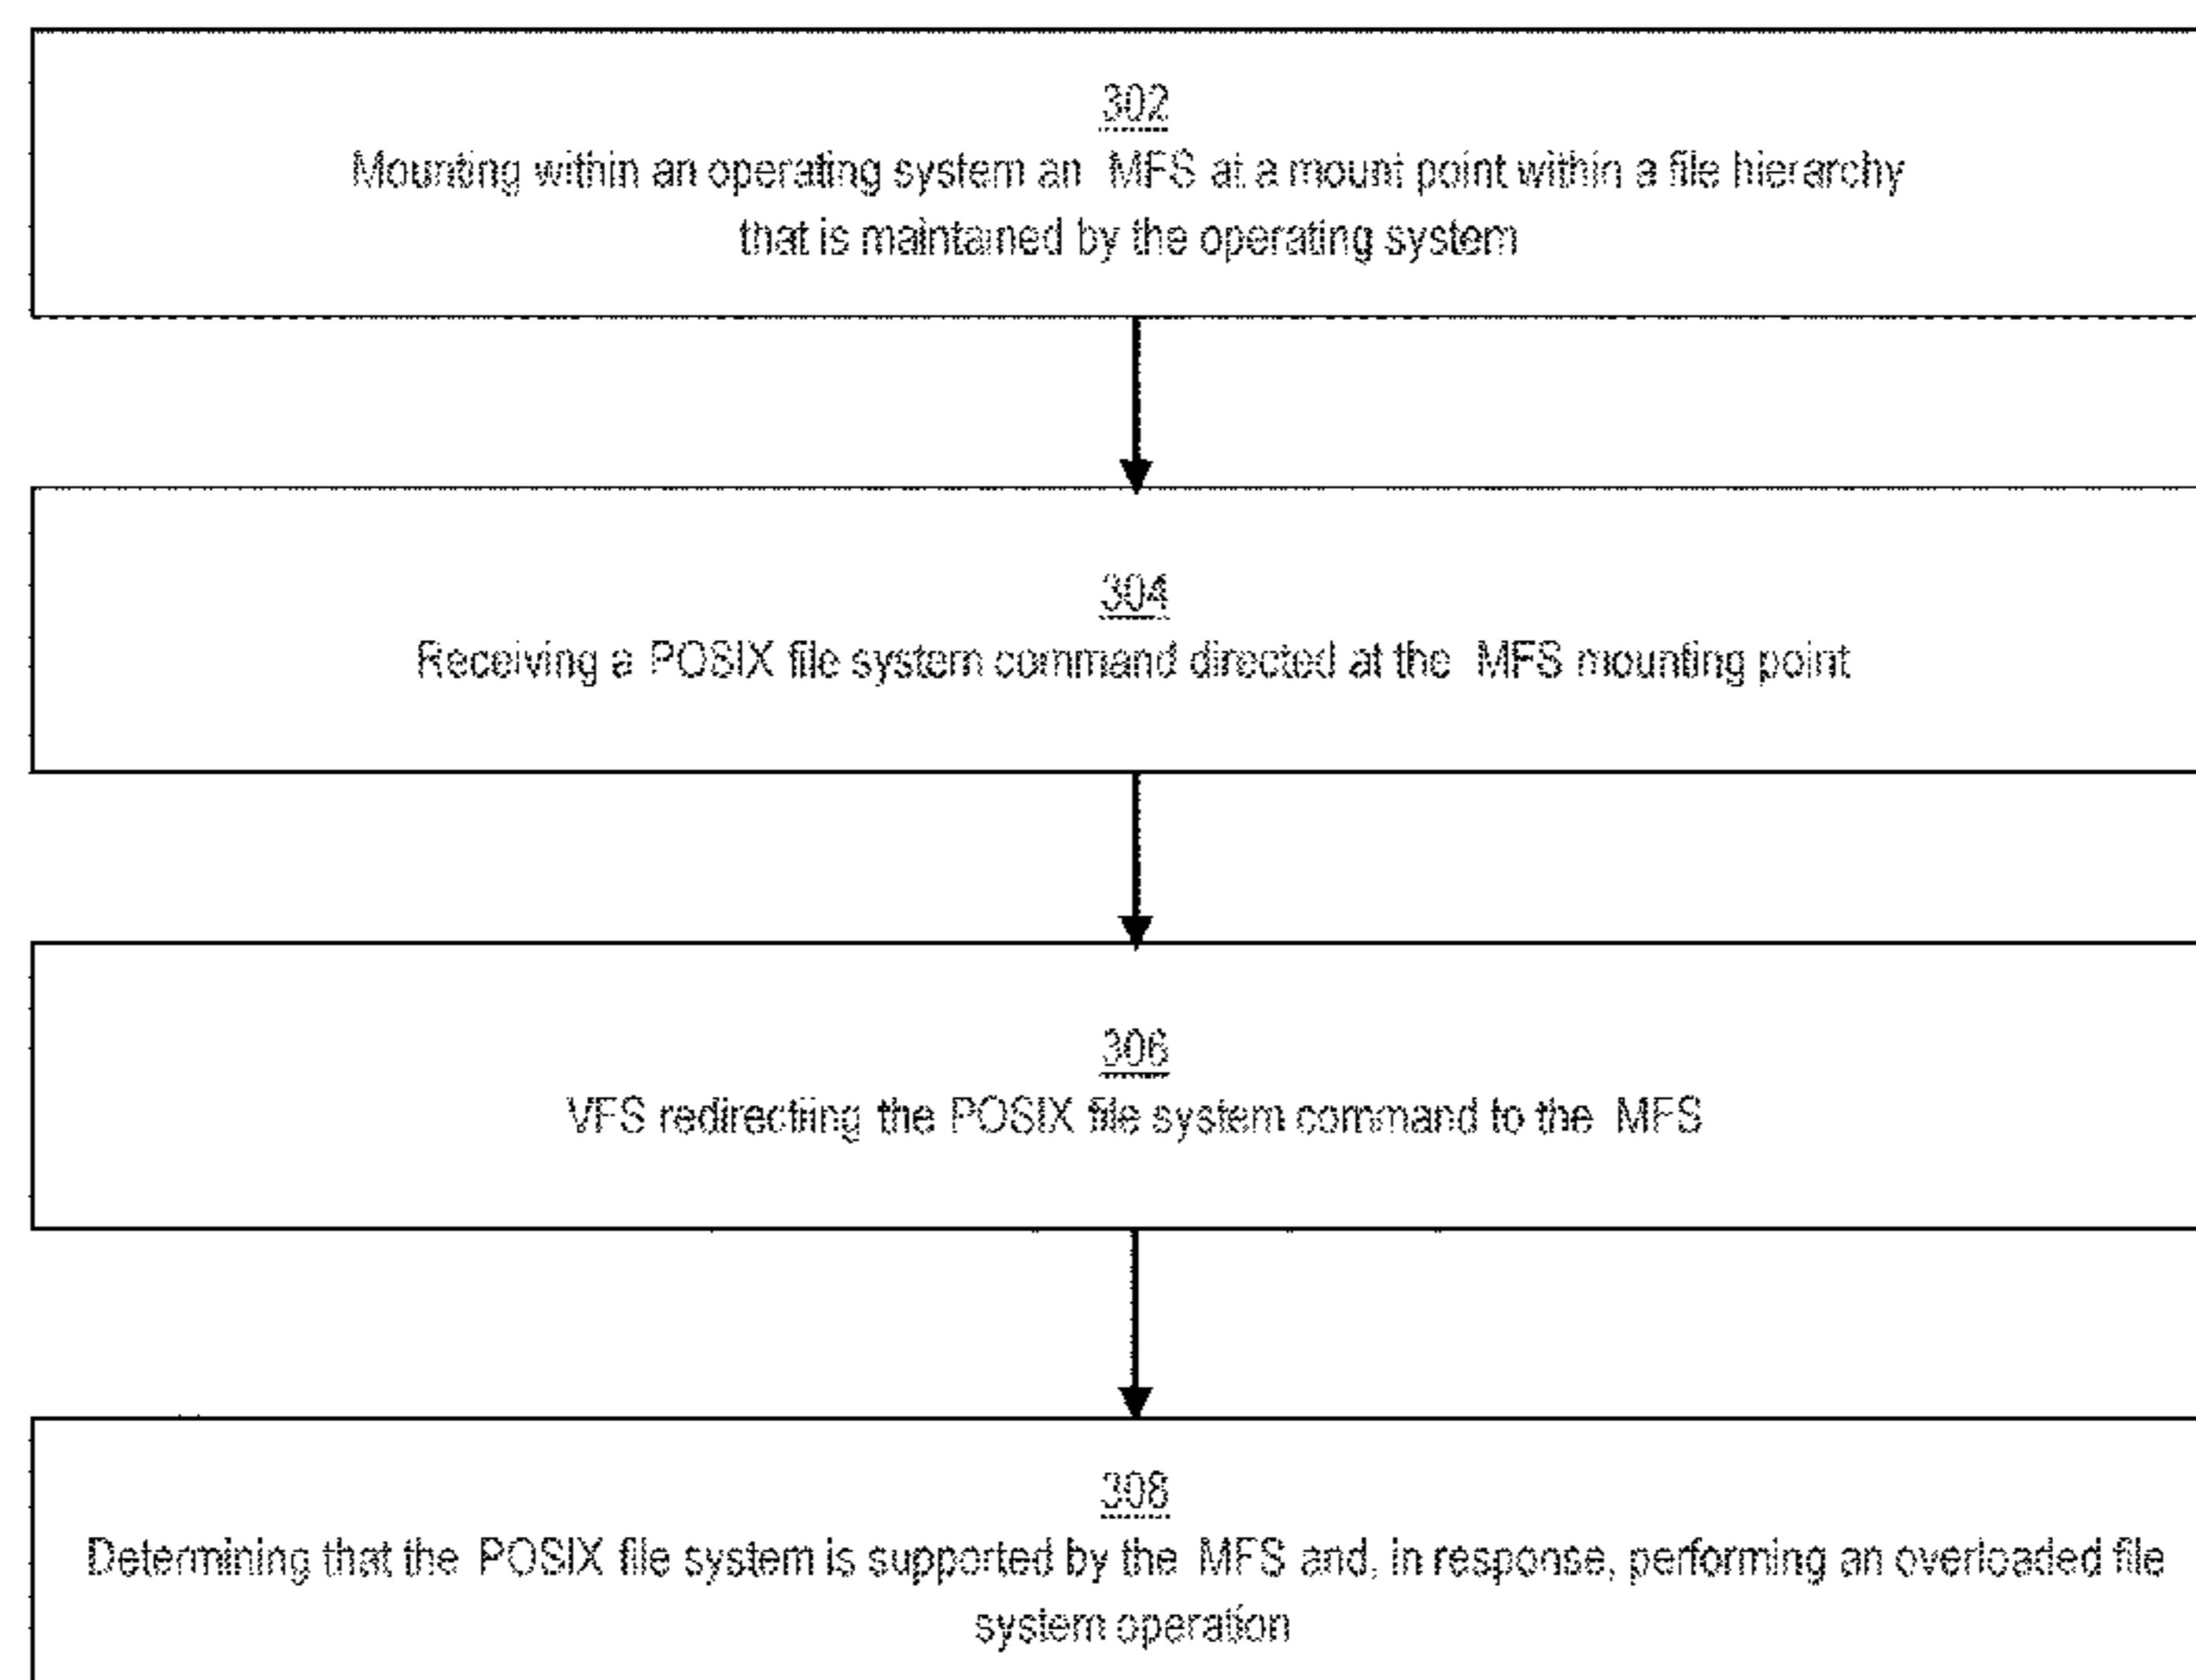 302
Mounting within an operating system an MFS at a mount point within a file hierarchy
that is maintained by the operating system
304
Receiving a POSIX file system command directed at the MFS mounting point
306
VFS redirectiing the POSIX file system command to the MFS
308
Determining that the POSIX file system is supported by the MFS and, in response, performing an overloaded file
system operation